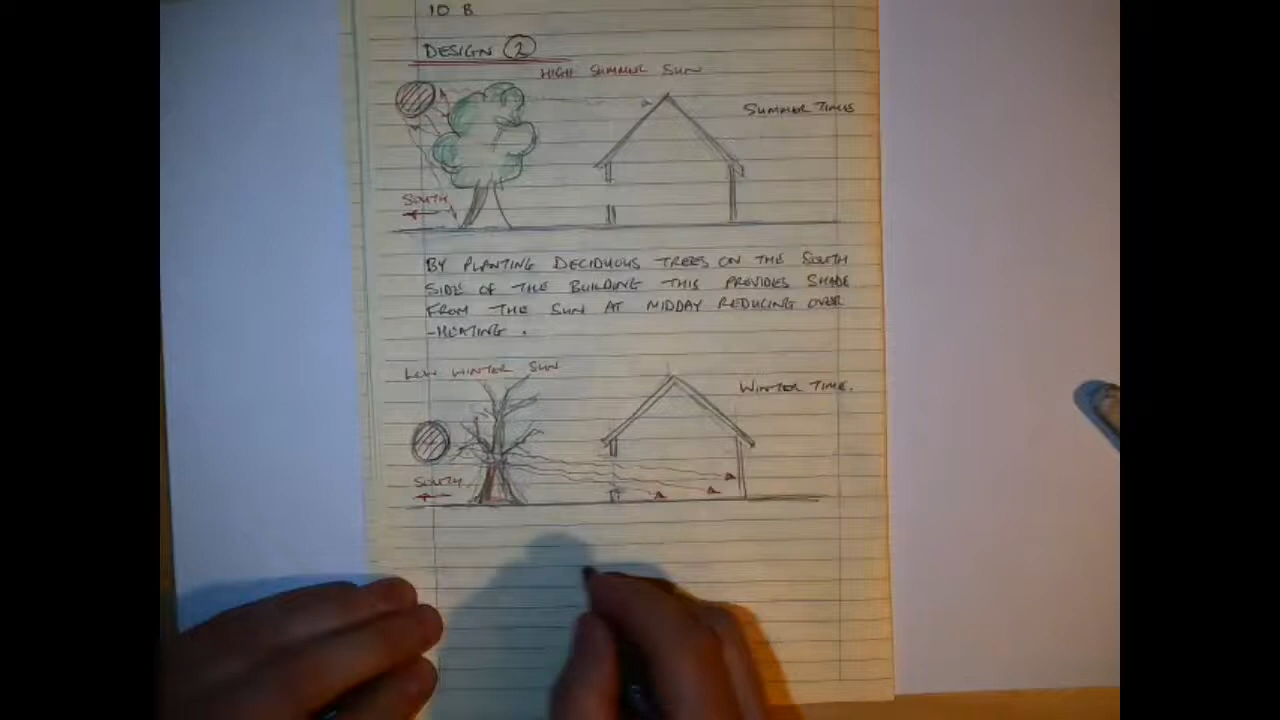 10 B
DESIGN 2
HIGH SUMMER SUN
SUMMER TIME
SOUTH
BY PLANTING DECIDUOUS TREES ON THE SOUTH
SIDE OF THE BUILDING THIS PROVIDES SHADE
FROM THE SUN AT MIDDAY REDUCING OVER
-HEATING.
LOW WINTER SUN
WINTER TIME.
SOUTH